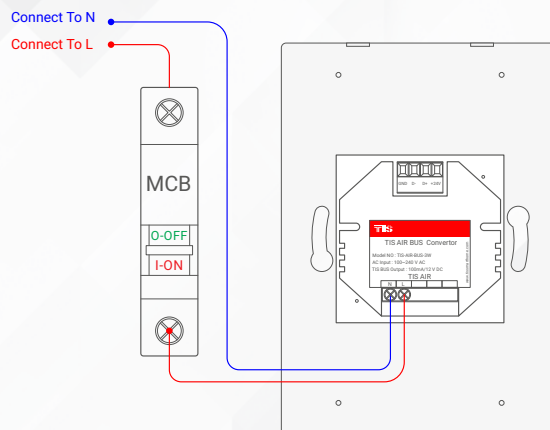 Connect To N
Connect To L
MCB
O-OFF
I-ON
GND D- D+ +24V
TIS
TIS AIR BUS Convertor
Model NO : TIS-AIR-BUS-3W
AC Input : 100~240 V AC
TIS BUS Output : 100mA/12 V DC
TIS AIR
N L